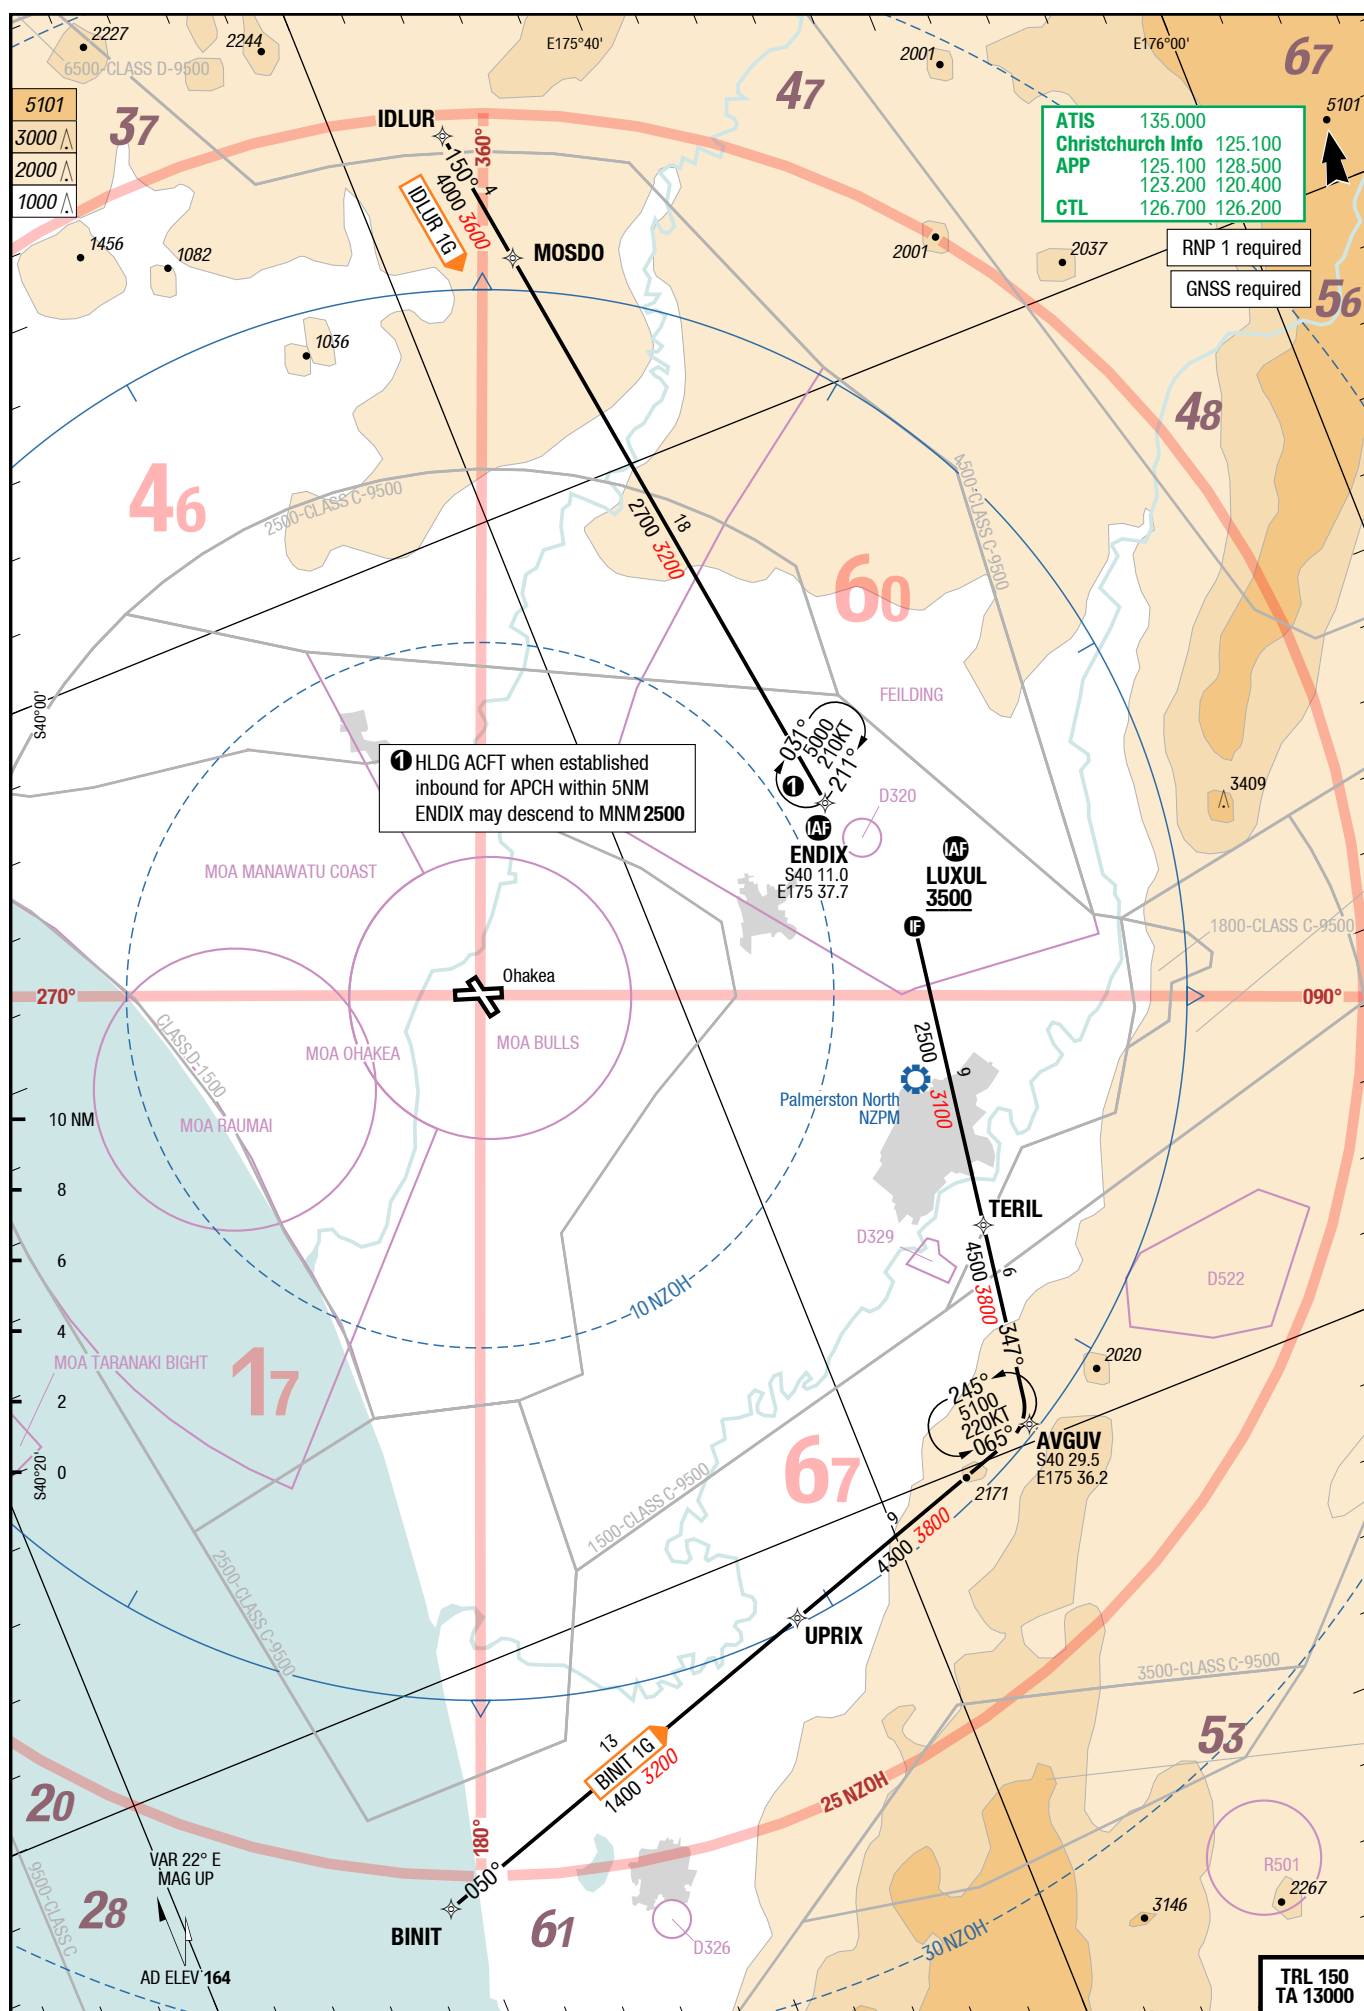 2227
2244
E175°40'
2001
E176°00'
67
6500-CLASS D-9500
47
5101
3000
2000
1000
37
IDLUR
360°
5101
ATIS 135.000
Christchurch Info 125.100
APP 125.100 128.500
123.200 120.400
CTL 126.700 126.200
150°
4
4000 3600
IDLUR 1G
MOSDO
1456
1082
2001
2037
RNP 1 required
GNSS required
56
1036
48
46
2500-CLASS C-9500
4500-CLASS C-9500
18
2700 3200
60
S40°00'
FEILDING
031°
5000
210KT
211°
1
1 HLDG ACFT when established
inbound for APCH within 5NM
ENDIX may descend to MNM 2500
D320
3409
IAF
ENDIX
S40 11.0
E175 37.7
IAF
LUXUL
3500
IF
MOA MANAWATU COAST
1800-CLASS C-9500
Ohakea
270°
090°
CLASS D-1500
MOA OHAKEA
MOA BULLS
2500
9
3100
Palmerston North
NZPM
10 NM
MOA RAUMAI
8
TERIL
D329
6
4500 3800
6
D522
10 NZOH
4
347°
MOA TARANAKI BIGHT
17
2020
2
245°
5100
220KT
065°
AVGUV
S40 29.5
E175 36.2
S40°20'
0
67
2171
1500-CLASS C-9500
9
4300 3800
2500-CLASS C-9500
UPRIX
3500-CLASS C-9500
53
13
BINIT 1G
1400 3200
25 NZOH
20
180°
VAR 22° E
MAG UP
050°
R501
9500-CLASS C
28
BINIT
61
2267
3146
D326
30 NZOH
AD ELEV 164
TRL 150
TA 13000